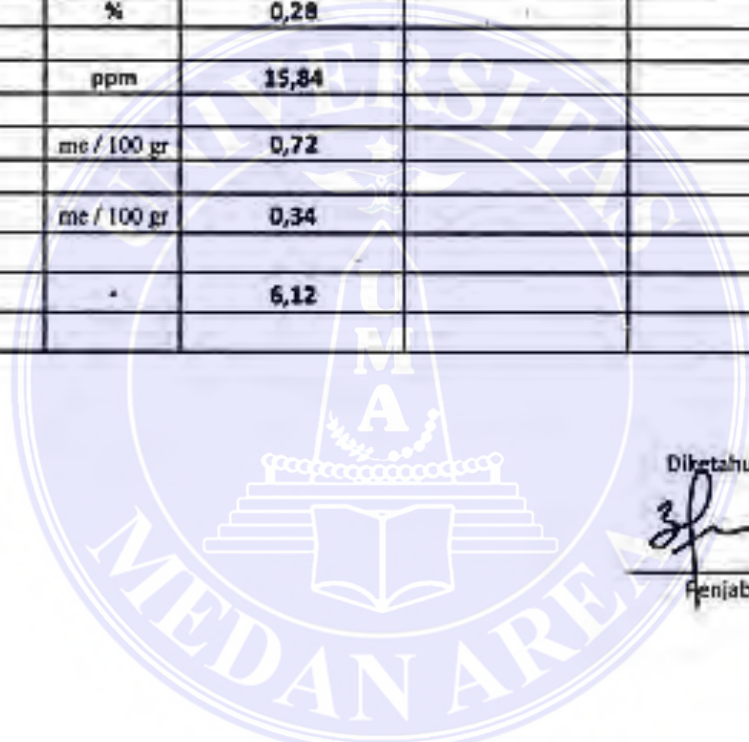 % 0,28
ppm 15,84
me / 100 gr 0,72
me / 100 gr 0,34
- 6,12
UNIVERSITAS
UMA
MEDAN AREA
Diketahu
Penjab